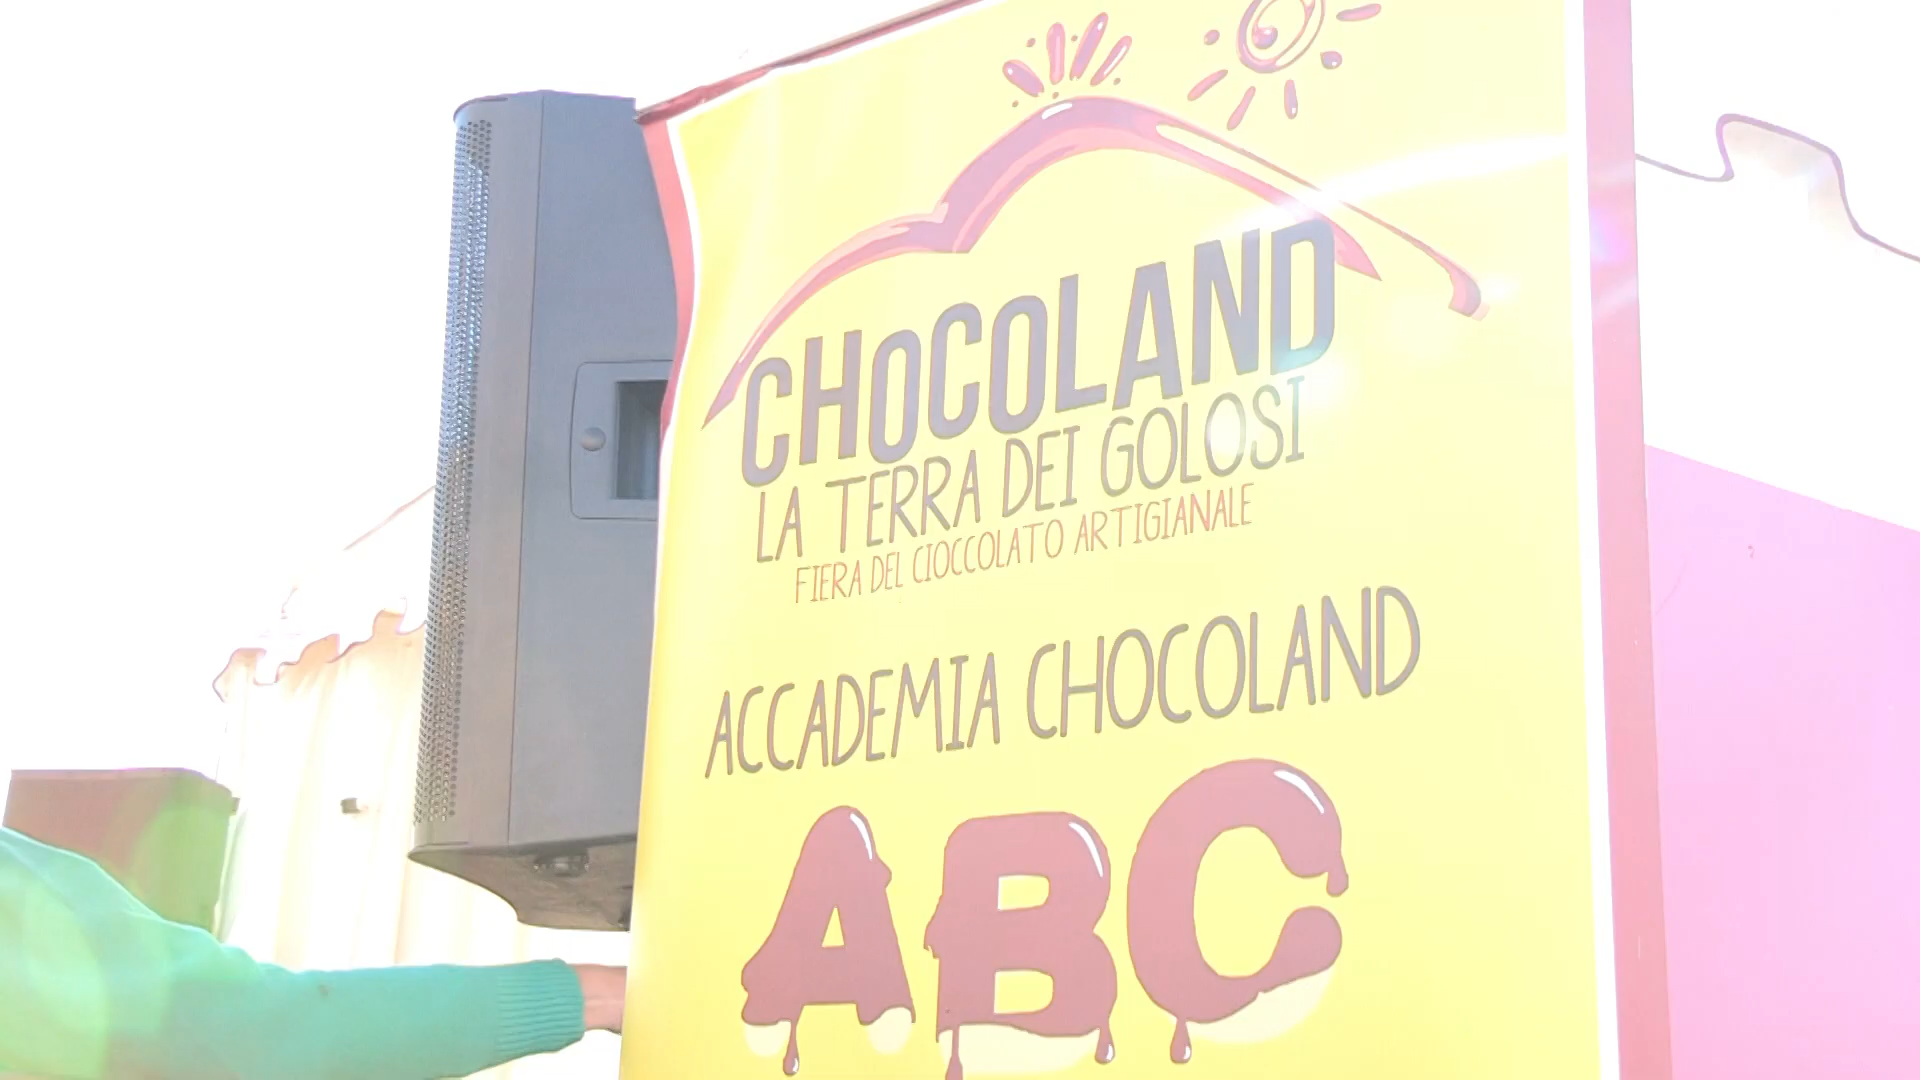 CHOCOLAND
LA TERRA DEI GOLOSI
FIERA DEL CIOCCOLATO ARTIGIANALE
ACCADEMIA CHOCOLAND
ABC